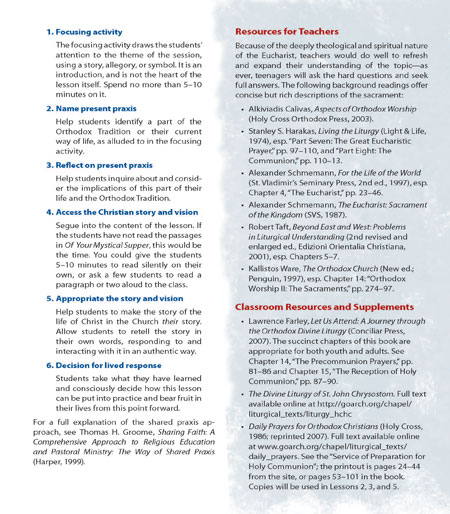 1. Focusing activity
The focusing activity draws the students'
attention to the theme of the session,
using a story, allegory, or symbol. It is an
introduction, and is not the heart of the
lesson itself. Spend no more than 5–10
minutes on it.
2. Name present praxis
Help students identify a part of the
Orthodox Tradition or their current
way of life, as alluded to in the focusing
activity.
3. Reflect on present praxis
Help students inquire about and consid-
er the implications of this part of their
life and the Orthodox Tradition.
4. Access the Christian story and vision
Segue into the content of the lesson. If
the students have not read the passages
in Of Your Mystical Supper, this would be
the time. You could give the students
5–10 minutes to read silently on their
own, or ask a few students to read a
paragraph or two aloud to the class.
5. Appropriate the story and vision
Help students to make the story of the
life of Christ in the Church their story.
Allow students to retell the story in
their own words, responding to and
interacting with it in an authentic way.
6. Decision for lived response
Students take what they have learned
and consciously decide how this lesson
can be put into practice and bear fruit in
their lives from this point forward.
For a full explanation of the shared praxis ap-
proach, see Thomas H. Groome, Sharing Faith: A
Comprehensive Approach to Religious Education
and Pastoral Ministry: The Way of Shared Praxis
(Harper, 1999).
Resources for Teachers
Because of the deeply theological and spiritual nature
of the Eucharist, teachers would do well to refresh
and expand their understanding of the topic—as
ever, teenagers will ask the hard questions and seek
full answers. The following background readings offer
concise but rich descriptions of the sacrament:
• Alkiviadis Calivas, Aspects of Orthodox Worship
(Holy Cross Orthodox Press, 2003).
• Stanley S. Harakas, Living the Liturgy (Light & Life,
1974), esp. "Part Seven: The Great Eucharistic
Prayer," pp. 97–110, and "Part Eight: The
Communion," pp. 110–13.
• Alexander Schmemann, For the Life of the World
(St. Vladimir's Seminary Press, 2nd ed., 1997), esp.
Chapter 4, "The Eucharist," pp. 23–46.
• Alexander Schmemann, The Eucharist: Sacrament
of the Kingdom (SVS, 1987).
• Robert Taft, Beyond East and West: Problems
in Liturgical Understanding (2nd revised and
enlarged ed., Edizioni Orientalia Christiana,
2001), esp. Chapters 5–7.
• Kallistos Ware, The Orthodox Church (New ed.;
Penguin, 1997), esp. Chapter 14: "Orthodox
Worship II: The Sacraments," pp. 274–97.
Classroom Resources and Supplements
• Lawrence Farley, Let Us Attend: A Journey through
the Orthodox Divine Liturgy (Conciliar Press,
2007). The succinct chapters of this book are
appropriate for both youth and adults. See
Chapter 14, "The Precommunion Prayers," pp.
81–86 and Chapter 15, "The Reception of Holy
Communion," pp. 87–90.
• The Divine Liturgy of St. John Chrysostom. Full text
available online at http://goarch.org/chapel/
liturgical_texts/liturgy_hchc
• Daily Prayers for Orthodox Christians (Holy Cross,
1986; reprinted 2007). Full text available online
at www.goarch.org/chapel/liturgical_texts/
daily_prayers. See the "Service of Preparation for
Holy Communion"; the printout is pages 24–44
from the site, or pages 53–101 in the book.
Copies will be used in Lessons 2, 3, and 5.